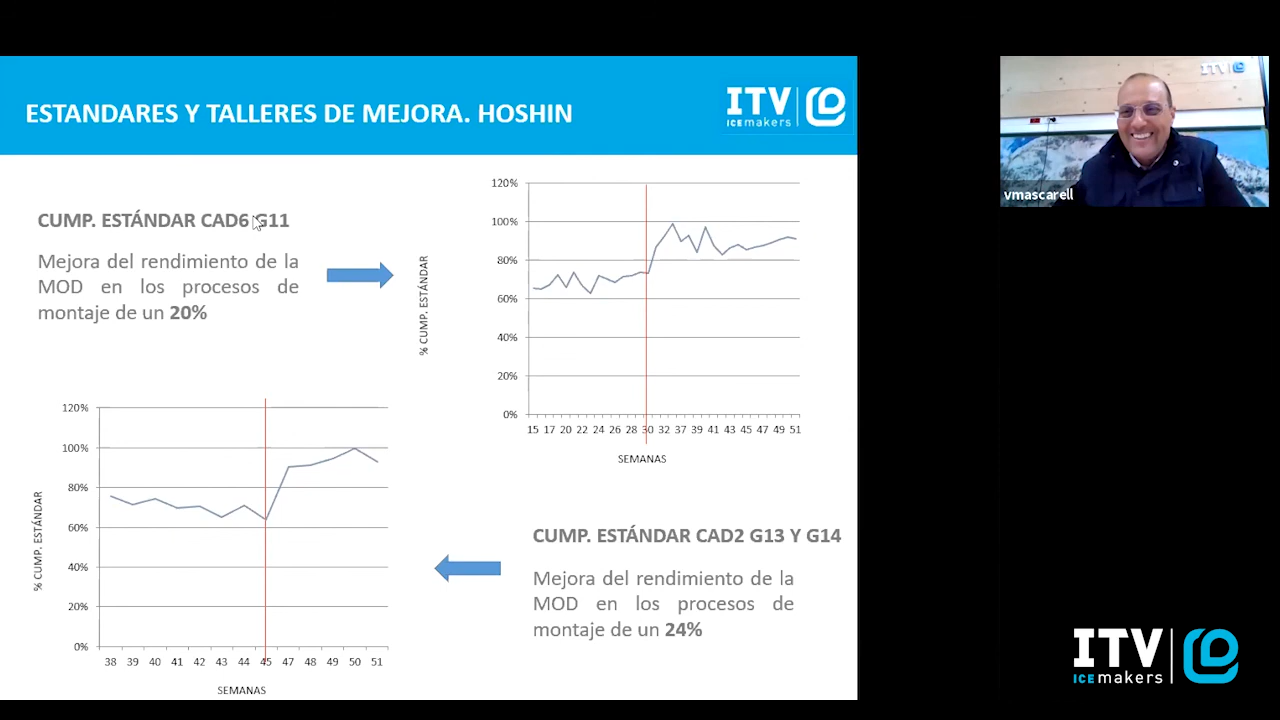 ESTANDARES Y TALLERES DE MEJORA. HOSHIN
ITV
ICEmakers
CUMP. ESTÁNDAR CAD6 G11
Mejora del rendimiento de la
MOD en los procesos de
montaje de un 20%
120%
100%
80%
60%
40%
20%
0%
% CUMP. ESTÁNDAR
15 17 20 22 24 26 28 30 32 37 39 41 43 45 47 49 51
SEMANAS
120%
100%
80%
60%
40%
20%
0%
% CUMP. ESTÁNDAR
38 39 40 41 42 43 44 45 47 48 49 50 51
SEMANAS
CUMP. ESTÁNDAR CAD2 G13 Y G14
Mejora del rendimiento de la
MOD en los procesos de
montaje de un 24%
ITV
vmascarell
ITV
ICEmakers